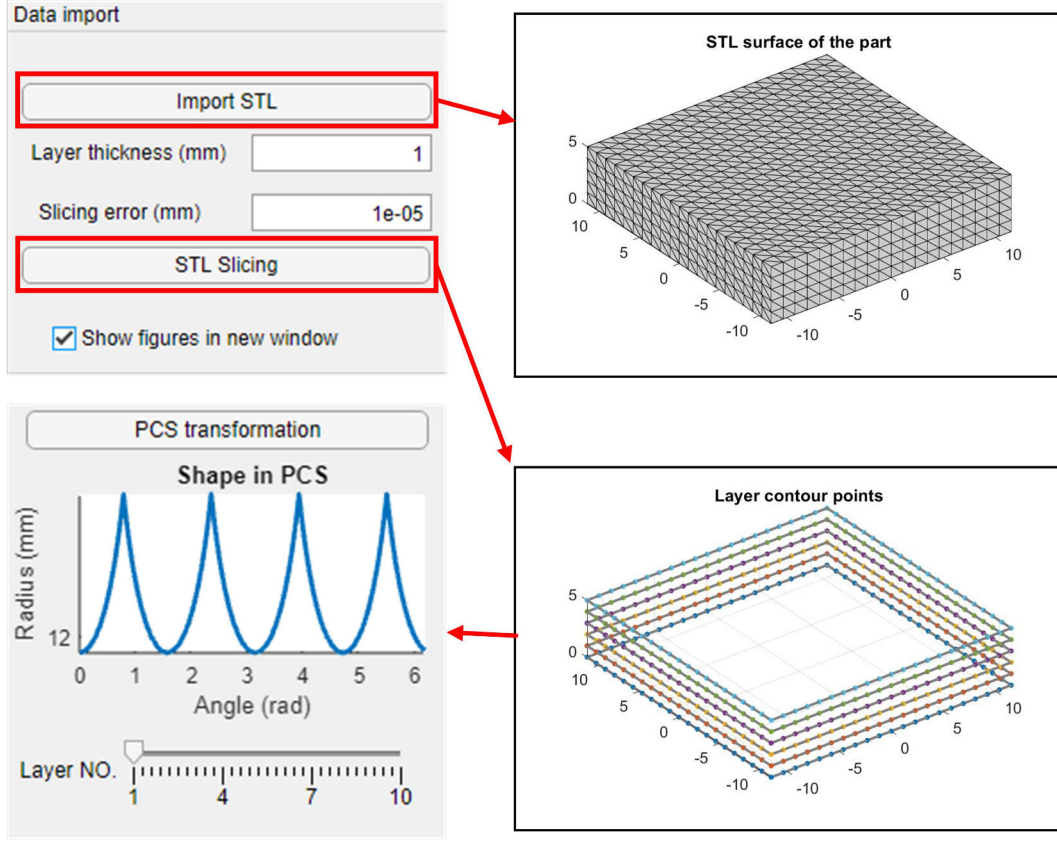 Data import
Import STL
Layer thickness (mm) 1
Slicing error (mm) 1e-05
STL Slicing
Show figures in new window
STL surface of the part
5
0
10
5
0
-5
-10
-10
-5
0
5
10
PCS transformation
Shape in PCS
Radius (mm)
12
0 1 2 3 4 5 6
Angle (rad)
Layer NO.
1 4 7 10
Layer contour points
5
0
10
5
0
-5
-10
-10
-5
0
5
10